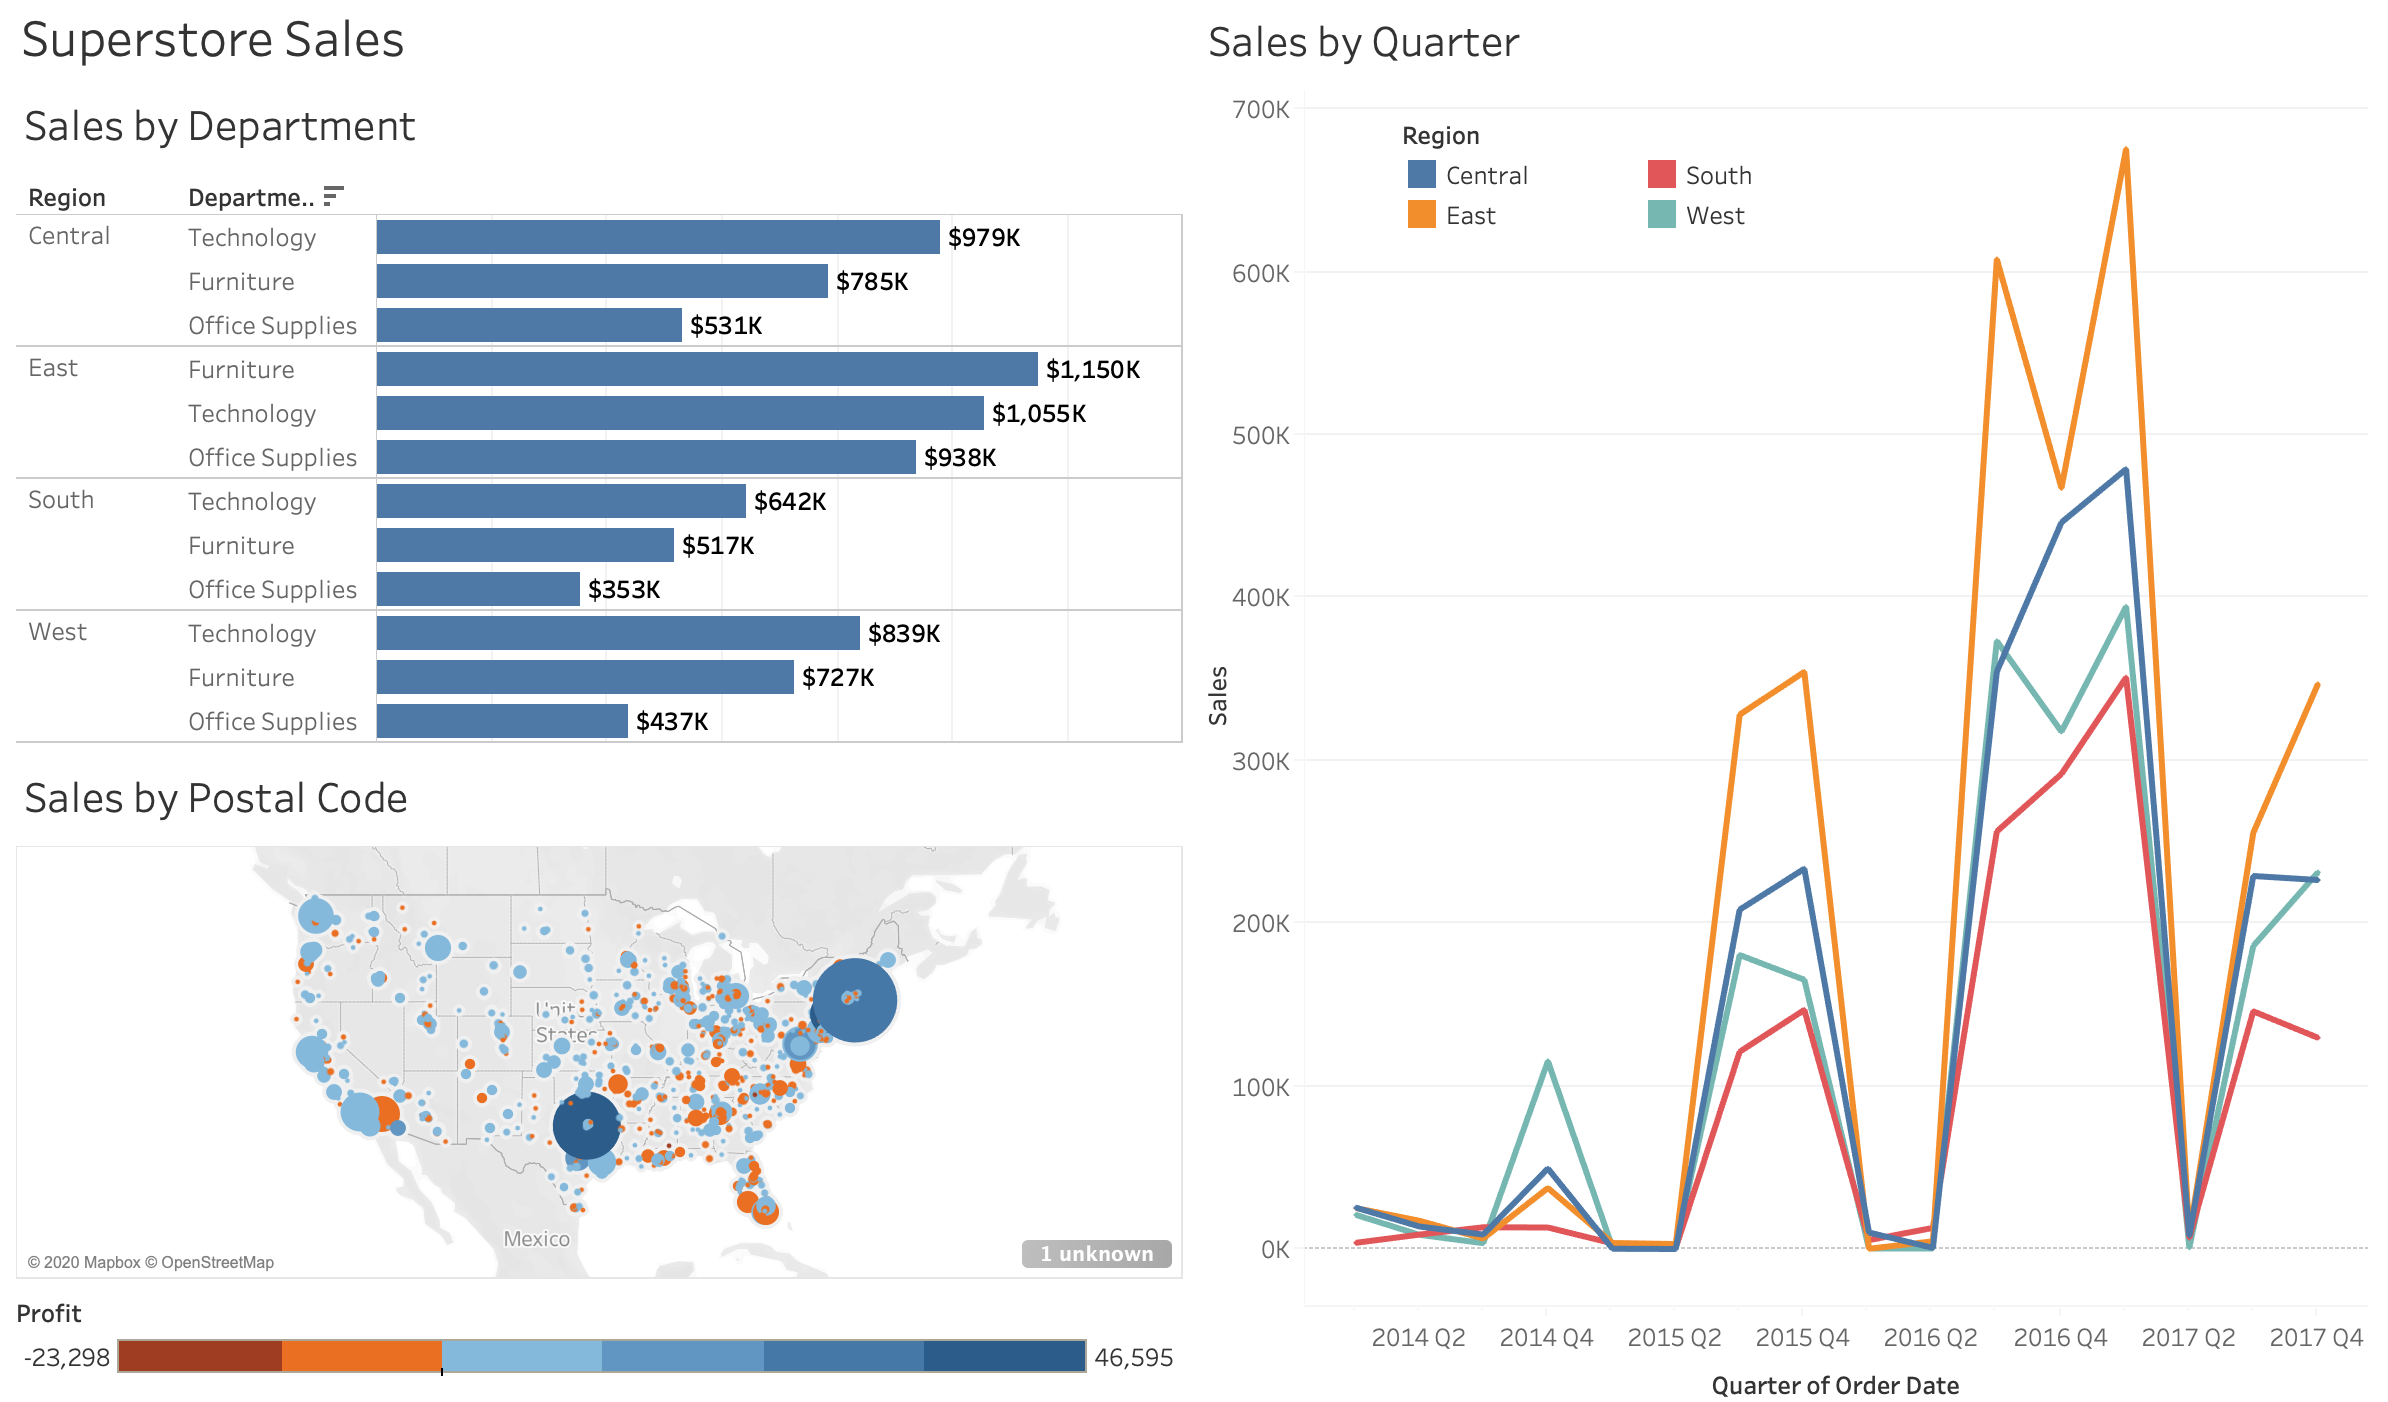 Superstore Sales
Sales by Department
Region Departme..
Central Technology $979K
Furniture $785K
Office Supplies $531K
East Furniture $1,150K
Technology $1,055K
Office Supplies $938K
South Technology $642K
Furniture $517K
Office Supplies $353K
West Technology $839K
Furniture $727K
Office Supplies $437K
Sales by Postal Code
United
States
Mexico
© 2020 Mapbox © OpenStreetMap
1 unknown
Profit
-23,298 46,595
Sales by Quarter
700K
600K
500K
400K
300K
200K
100K
0K
Sales
Region
Central South
East West
2014 Q2 2014 Q4 2015 Q2 2015 Q4 2016 Q2 2016 Q4 2017 Q2 2017 Q4
Quarter of Order Date